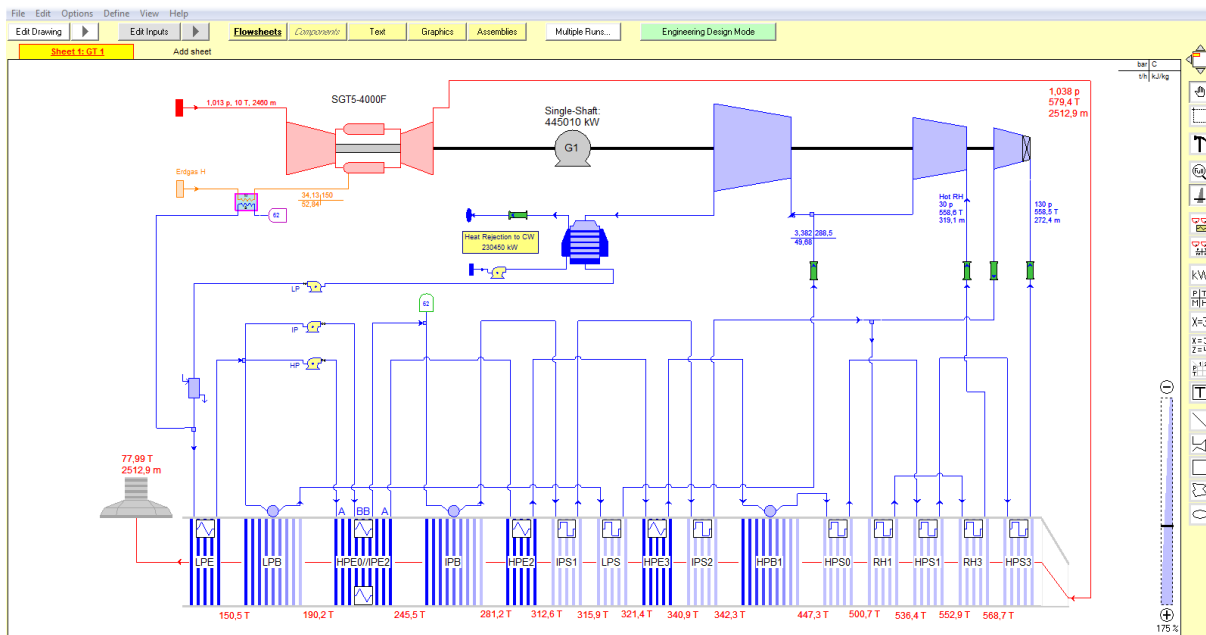 File Edit Options Define View Help
Edit Drawing Edit Inputs Flowsheets Components Text Graphics Assemblies Multiple Runs... Engineering Design Mode
Sheet 1: GT 1 Add sheet
bar C
t/h kJ/kg
SGT5-4000F
1,013 p, 10 T, 2460 m
Single-Shaft:
445010 kW
G1
1,038 p
579,4 T
2512,9 m
Erdgas H
34,13 150
52,84
62
Hot RH
30 p
558,6 T
319,1 m
130 p
558,5 T
272,4 m
Heat Rejection to CW
230450 kW
3,382 288,5
49,68
LP
62
IP
HP
77,99 T
2512,9 m
A BB A
LPE LPB HPE0//IPE2 IPB HPE2 IPS1 LPS HPE3 IPS2 HPB1 HPS0 RH1 HPS1 RH3 HPS3
150,5 T 190,2 T 245,5 T 281,2 T 312,6 T 315,9 T 321,4 T 340,9 T 342,3 T 447,3 T 500,7 T 536,4 T 552,9 T 568,7 T
Full
kW
P T
M H
X=3
T
175 %